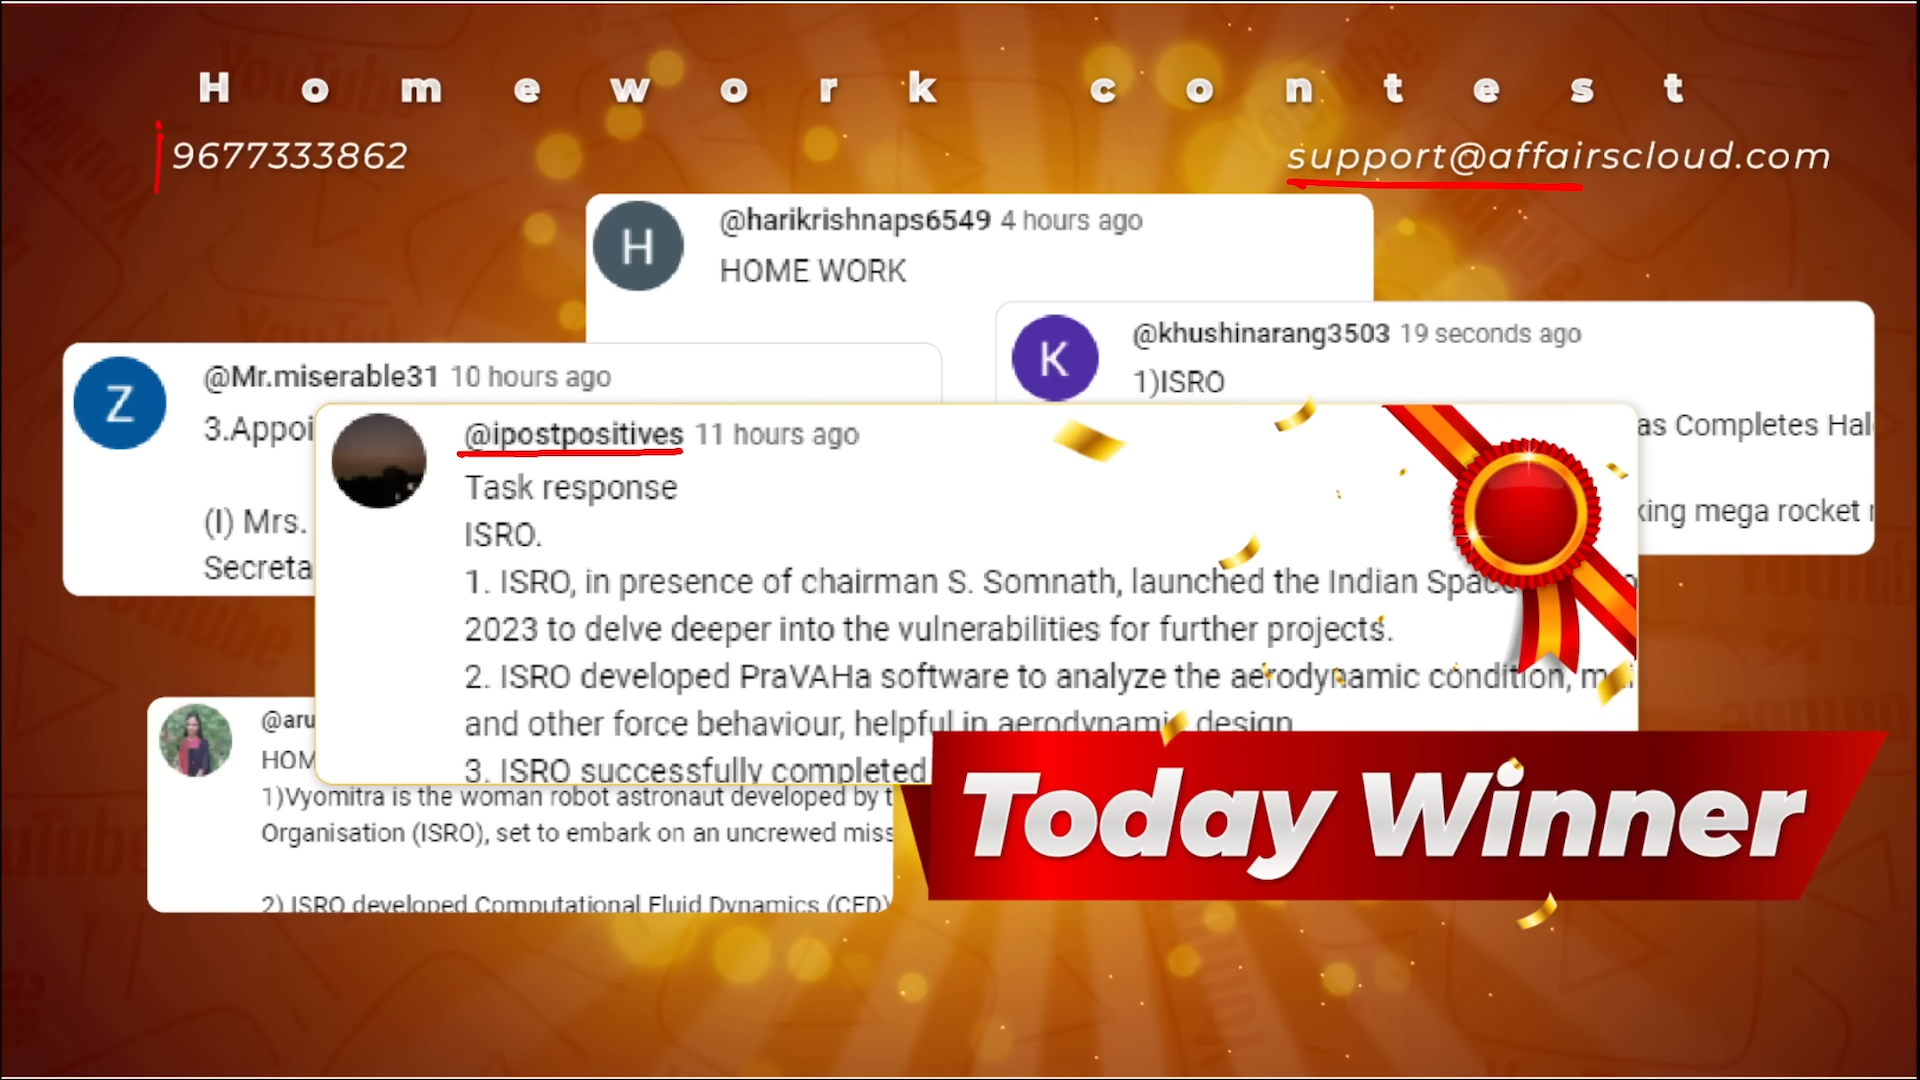 Homework contest
9677333862
support@affairscloud.com
@harikrishnaps6549 4 hours ago
HOME WORK
@khushinarang3503 19 seconds ago
1)ISRO
as Completes Hal
king mega rocket
@Mr.miserable31 10 hours ago
Z
3.Appoi
(I) Mrs.
Secreta
H
K
@ipostpositives 11 hours ago
Task response
ISRO.
1. ISRO, in presence of chairman S. Somnath, launched the Indian Space
2023 to delve deeper into the vulnerabilities for further projects.
2. ISRO developed PraVAHa software to analyze the aerodynamic condition,
and other force behaviour, helpful in aerodynamic design
3. ISRO successfully completed
@aru
HOM
1)Vyomitra is the woman robot astronaut developed by t
Organisation (ISRO), set to embark on an uncrewed miss
2) ISRO developed Computational Fluid Dynamics (CFD)
Today Winner